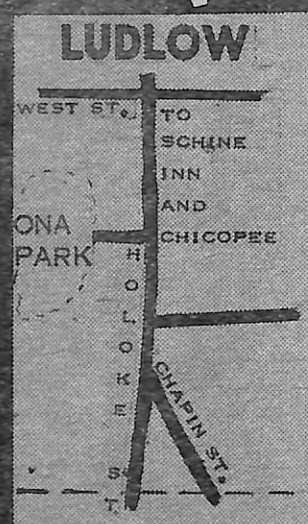 LUDLOW
WEST ST.
TO
SCHINE
INN
AND
CHICOPEE
ONA
PARK
HOLOKE ST.
CHAPIN ST.